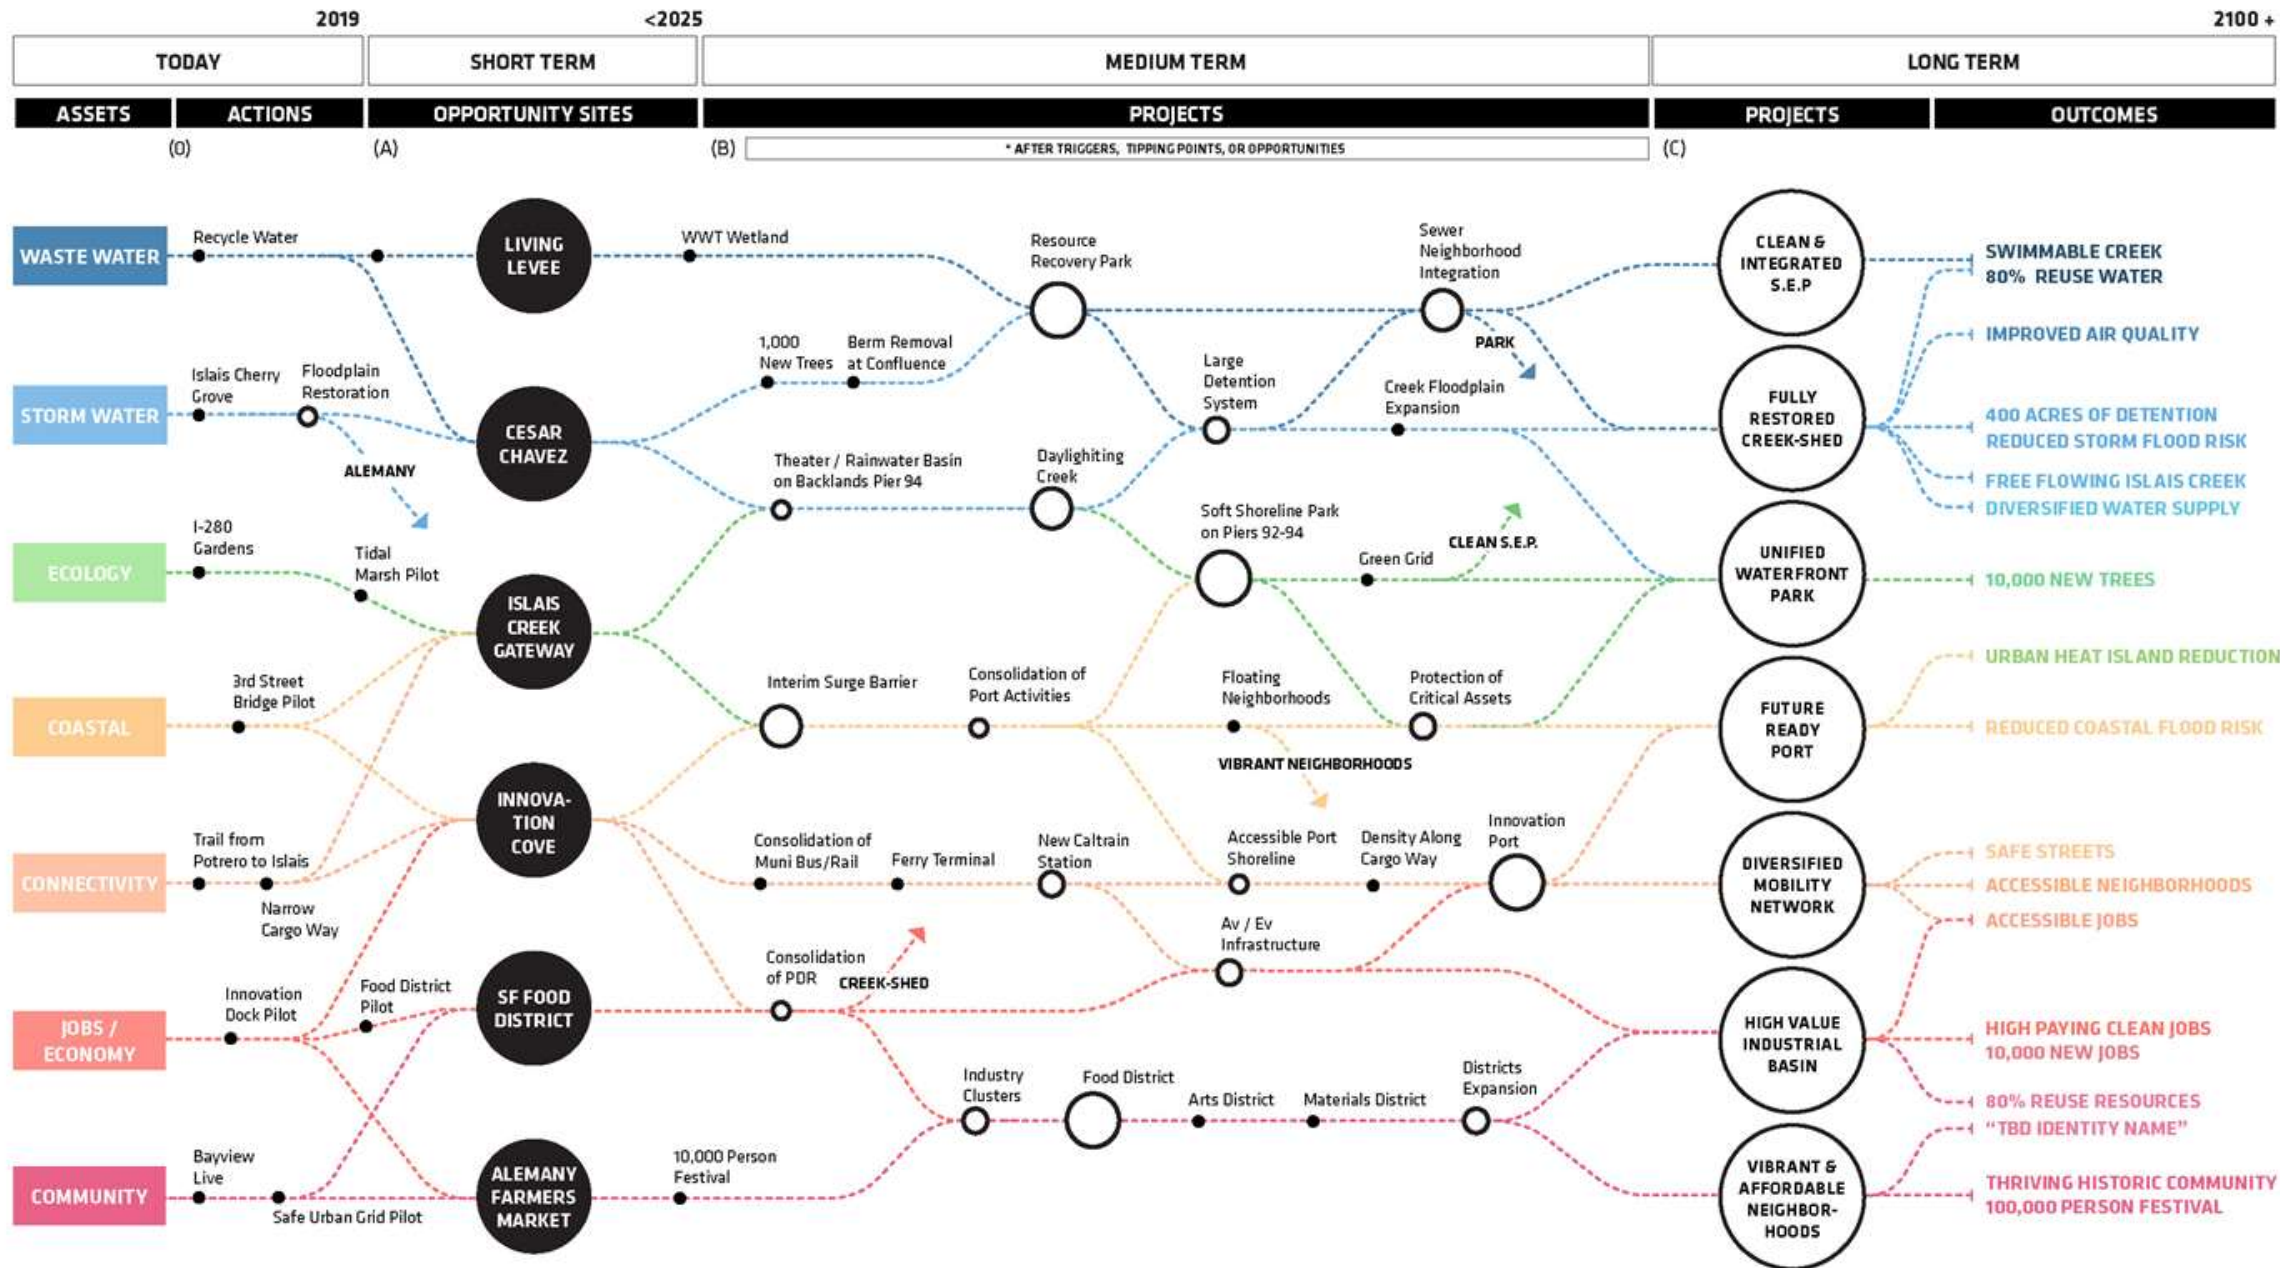 2019
<2025
2100 +
TODAY
SHORT TERM
MEDIUM TERM
LONG TERM
ASSETS
ACTIONS
OPPORTUNITY SITES
PROJECTS
PROJECTS
OUTCOMES
(0)
(A)
(B)
* AFTER TRIGGERS, TIPPING POINTS, OR OPPORTUNITIES
(C)
WASTE WATER
STORM WATER
ECOLOGY
COASTAL
CONNECTIVITY
JOBS /
ECONOMY
COMMUNITY
Recycle Water
Islais Cherry
Grove
Floodplain
Restoration
ALEMANY
I-280
Gardens
Tidal
Marsh Pilot
3rd Street
Bridge Pilot
Trail from
Potrero to Islais
Narrow
Cargo Way
Innovation
Dock Pilot
Food District
Pilot
Bayview
Live
Safe Urban Grid Pilot
LIVING
LEVEE
CESAR
CHAVEZ
ISLAIS
CREEK
GATEWAY
INNOVA-
TION
COVE
SF FOOD
DISTRICT
ALEMANY
FARMERS
MARKET
WWT Wetland
Resource
Recovery Park
Sewer
Neighborhood
Integration
PARK
1,000
New Trees
Berm Removal
at Confluence
Large
Detention
System
Creek Floodplain
Expansion
Theater / Rainwater Basin
on Backlands Pier 94
Daylighiting
Creek
Soft Shoreline Park
on Piers 92-94
Green Grid
CLEAN S.E.P.
Interim Surge Barrier
Consolidation of
Port Activities
Floating
Neighborhoods
Protection of
Critical Assets
VIBRANT NEIGHBORHOODS
Consolidation of
Muni Bus/Rail
Ferry Terminal
New Caltrain
Station
Accessible Port
Shoreline
Density Along
Cargo Way
Innovation
Port
Consolidation
of PDR
CREEK-SHED
Av / Ev
Infrastructure
Industry
Clusters
Food District
Arts District
Materials District
Districts
Expansion
10,000 Person
Festival
CLEAN &
INTEGRATED
S.E.P
FULLY
RESTORED
CREEK-SHED
UNIFIED
WATERFRONT
PARK
FUTURE
READY
PORT
DIVERSIFIED
MOBILITY
NETWORK
HIGH VALUE
INDUSTRIAL
BASIN
VIBRANT &
AFFORDABLE
NEIGHBOR-
HOODS
SWIMMABLE CREEK
80% REUSE WATER
IMPROVED AIR QUALITY
400 ACRES OF DETENTION
REDUCED STORM FLOOD RISK
FREE FLOWING ISLAIS CREEK
DIVERSIFIED WATER SUPPLY
10,000 NEW TREES
URBAN HEAT ISLAND REDUCTION
REDUCED COASTAL FLOOD RISK
SAFE STREETS
ACCESSIBLE NEIGHBORHOODS
ACCESSIBLE JOBS
HIGH PAYING CLEAN JOBS
10,000 NEW JOBS
80% REUSE RESOURCES
“TBD IDENTITY NAME”
THRIVING HISTORIC COMMUNITY
100,000 PERSON FESTIVAL